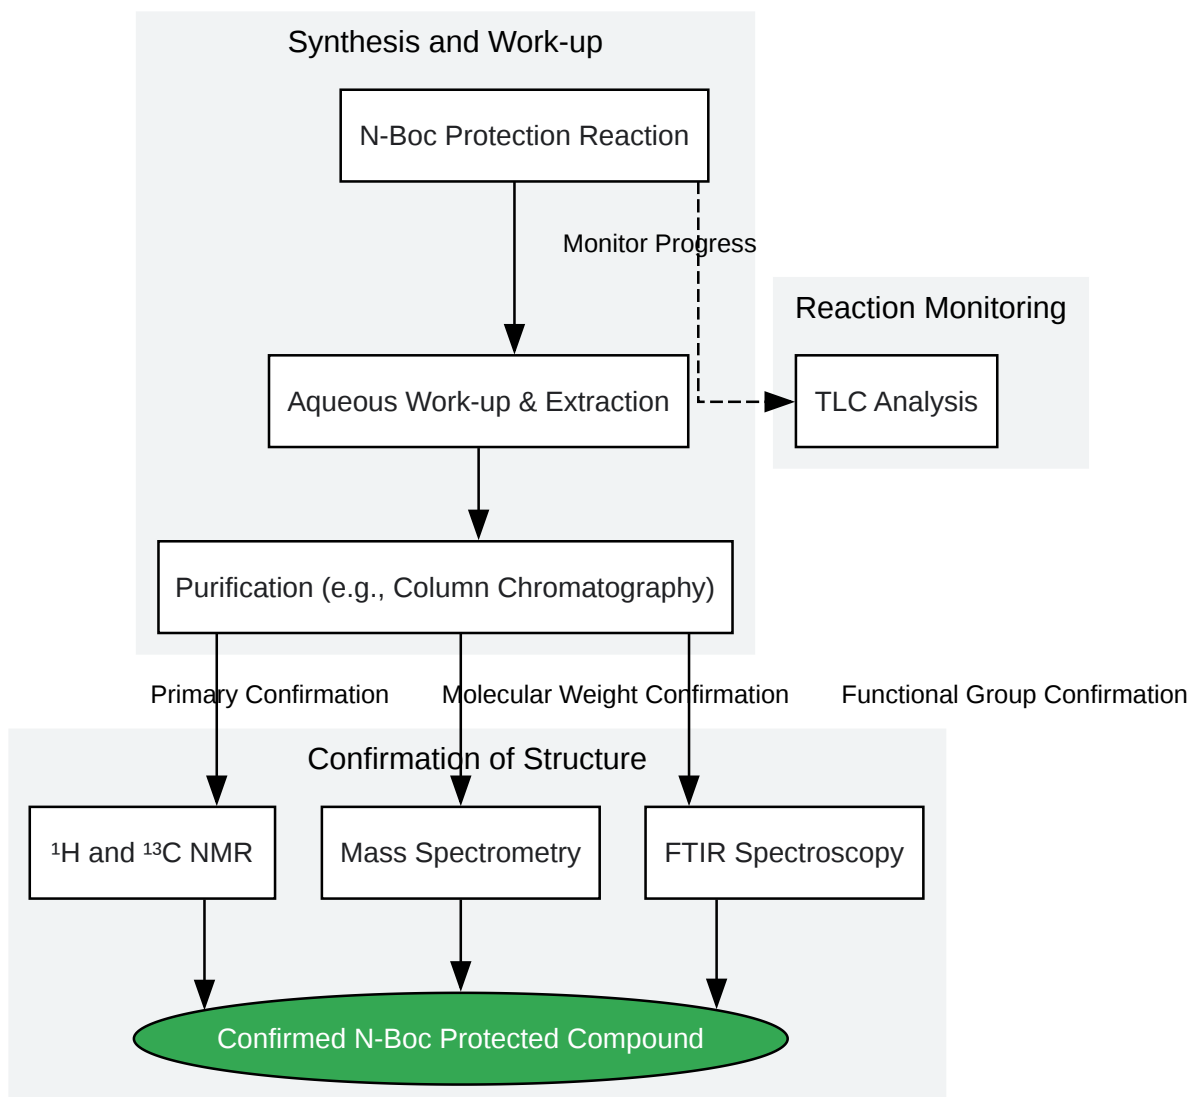 Synthesis and Work-up
N-Boc Protection Reaction
Monitor Progress
Reaction Monitoring
Aqueous Work-up & Extraction
TLC Analysis
Purification (e.g., Column Chromatography)
Primary Confirmation
Molecular Weight Confirmation
Functional Group Confirmation
Confirmation of Structure
¹H and ¹³C NMR
Mass Spectrometry
FTIR Spectroscopy
Confirmed N-Boc Protected Compound